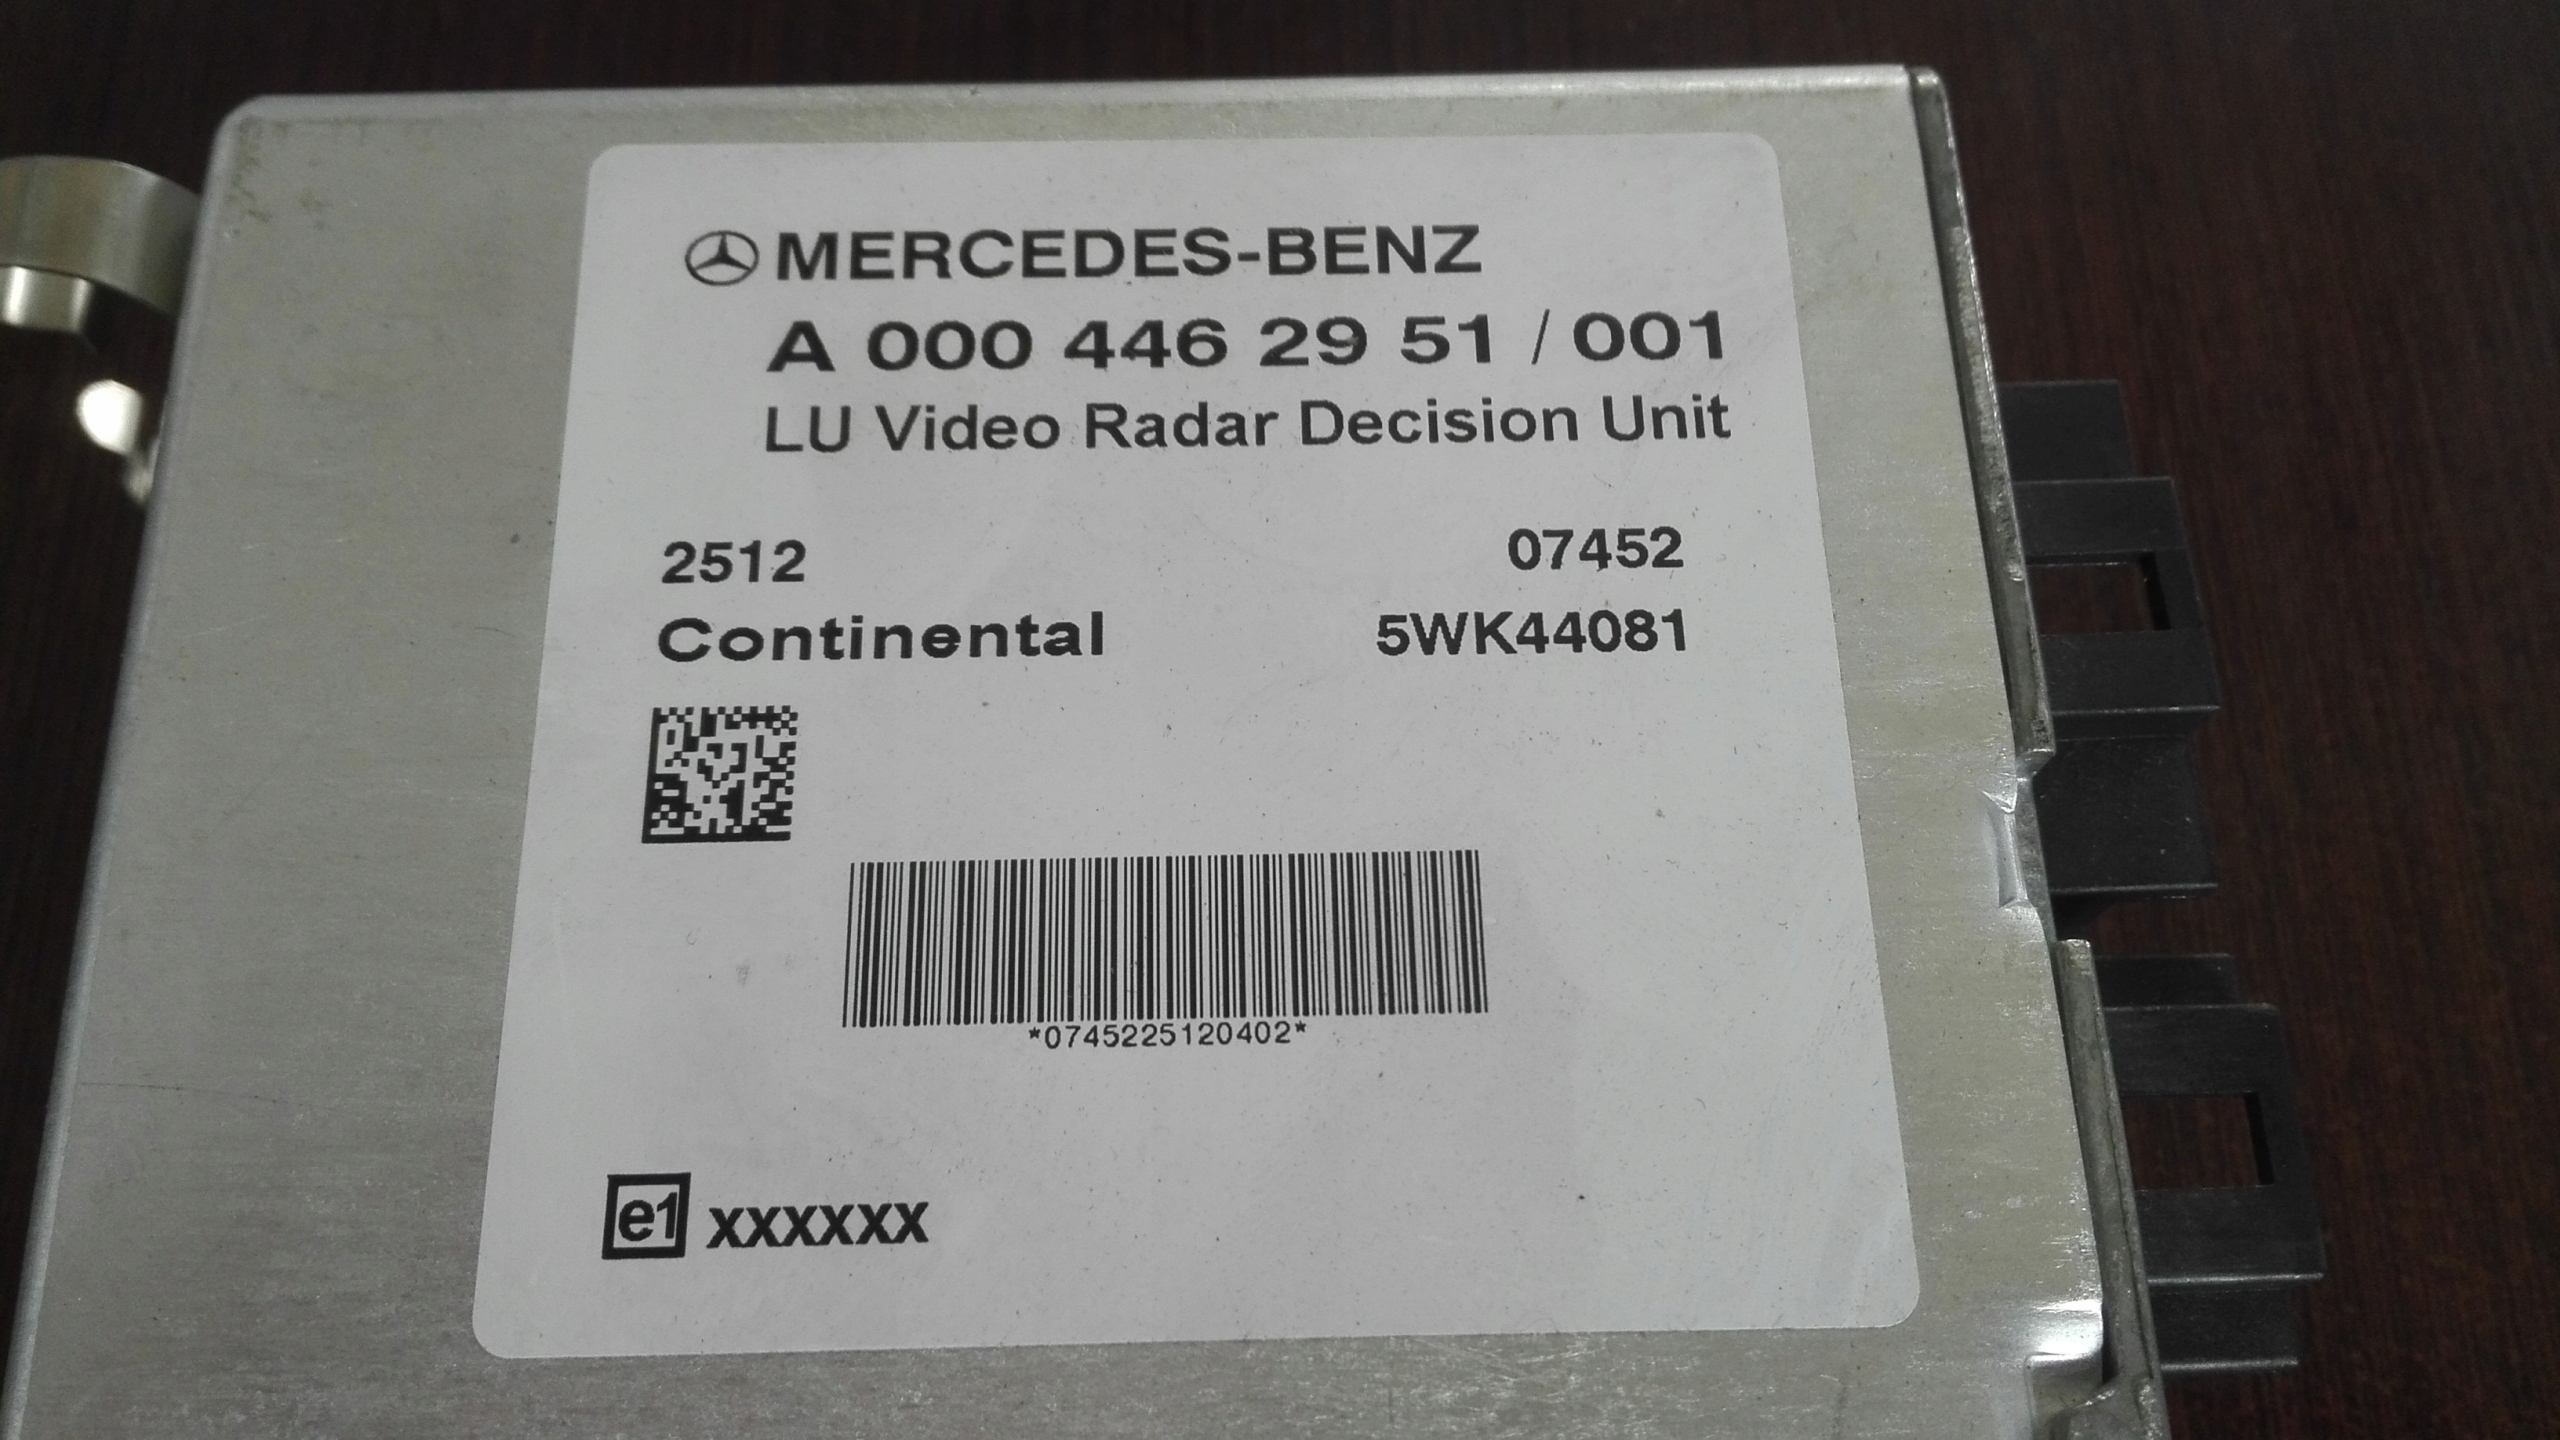 MERCEDES-BENZ
A 000 446 29 51 / 001
LU Video Radar Decision Unit
2512 07452
Continental 5WK44081
*0745225120402*
e1 xxxxxx